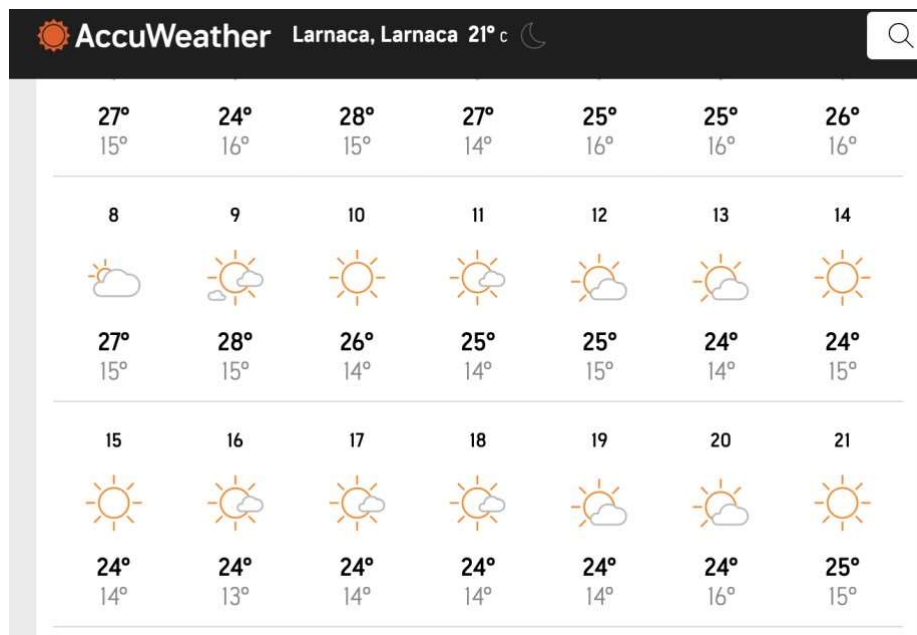 AccuWeather Larnaca, Larnaca 21° c
27° 24° 28° 27° 25° 25° 26°
15° 16° 15° 14° 16° 16° 16°
8 9 10 11 12 13 14
27° 28° 26° 25° 25° 24° 24°
15° 15° 14° 14° 15° 14° 15°
15 16 17 18 19 20 21
24° 24° 24° 24° 24° 24° 25°
14° 13° 14° 14° 14° 16° 15°